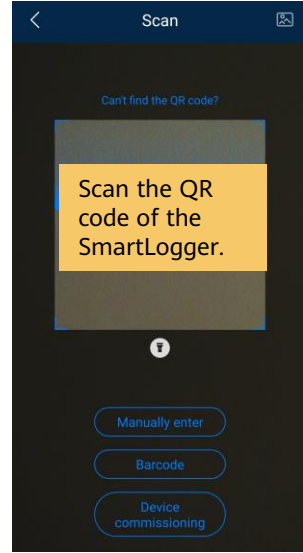 Scan
Can't find the QR code?
Scan the QR
code of the
SmartLogger.
Manually enter
Barcode
Device
commissioning